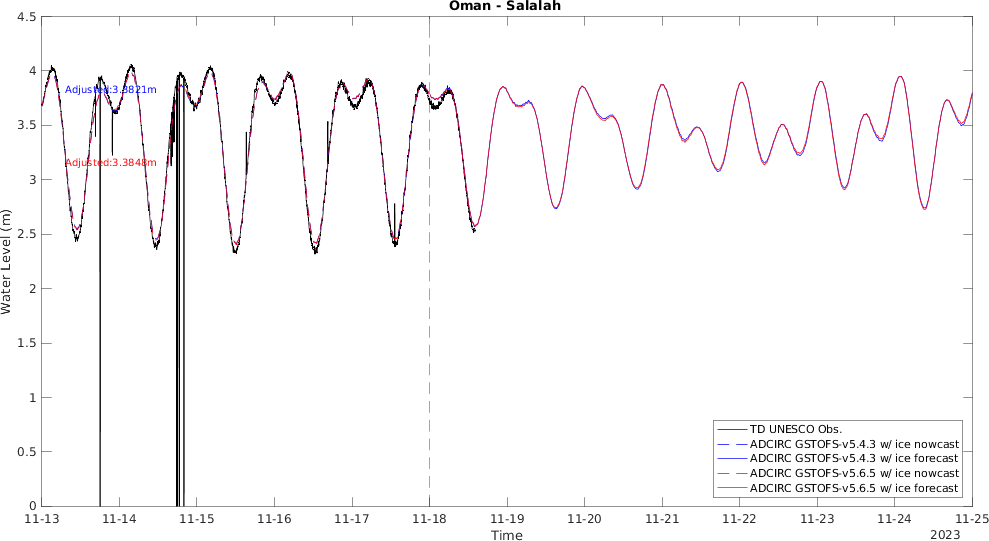 Oman - Salalah
4.5
4
3.5
3
2.5
2
1.5
1
0.5
0
Water Level (m)
Adjusted:3.3821m
Adjusted:3.3848m
TD UNESCO Obs.
ADCIRC GSTOFS-v5.4.3 w/ ice nowcast
ADCIRC GSTOFS-v5.4.3 w/ ice forecast
ADCIRC GSTOFS-v5.6.5 w/ ice nowcast
ADCIRC GSTOFS-v5.6.5 w/ ice forecast
11-13 11-14 11-15 11-16 11-17 11-18 11-19 11-20 11-21 11-22 11-23 11-24 11-25
Time
2023